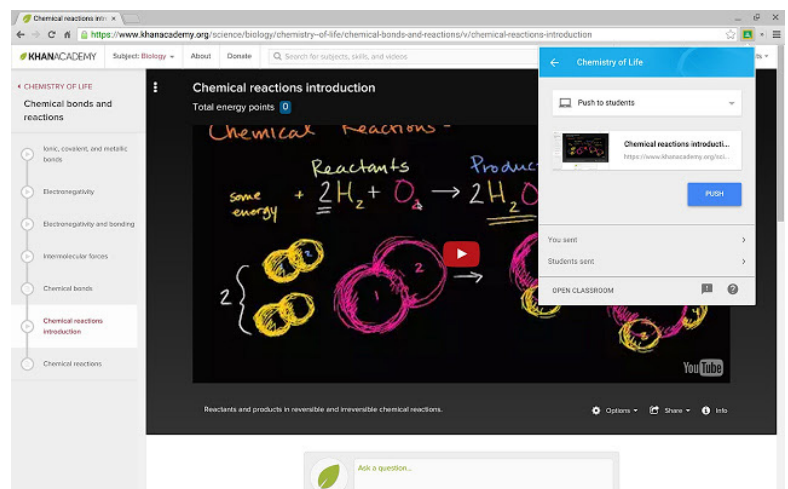 Chemical reactions intr
https://www.khanacademy.org/science/biology/chemistry-of-life/chemical-bonds-and-reactions/v/chemical-reactions-introduction
KHANACADEMY
Subject: Biology
About
Donate
Search for subjects, skills, and videos
CHEMISTRY OF LIFE
Chemical bonds and
reactions
Ionic, covalent, and metallic
bonds
Electronegativity
Electronegativity and bonding
Intermolecular forces
Chemical bonds
Chemical reactions
introduction
Chemical reactions
Chemical reactions introduction
Total energy points 0
Chemical Reactions -
Reactants Produc
some
energy + 2H₂ + O₂ → 2H₂O
2 2 2
1
YouTube
Reactants and products in reversible and irreversible chemical reactions.
Options
Share
Info
Ask a question...
Chemistry of Life
Push to students
Chemical reactions introducti...
https://www.khanacademy.org/sci...
PUSH
You sent
Students sent
OPEN CLASSROOM